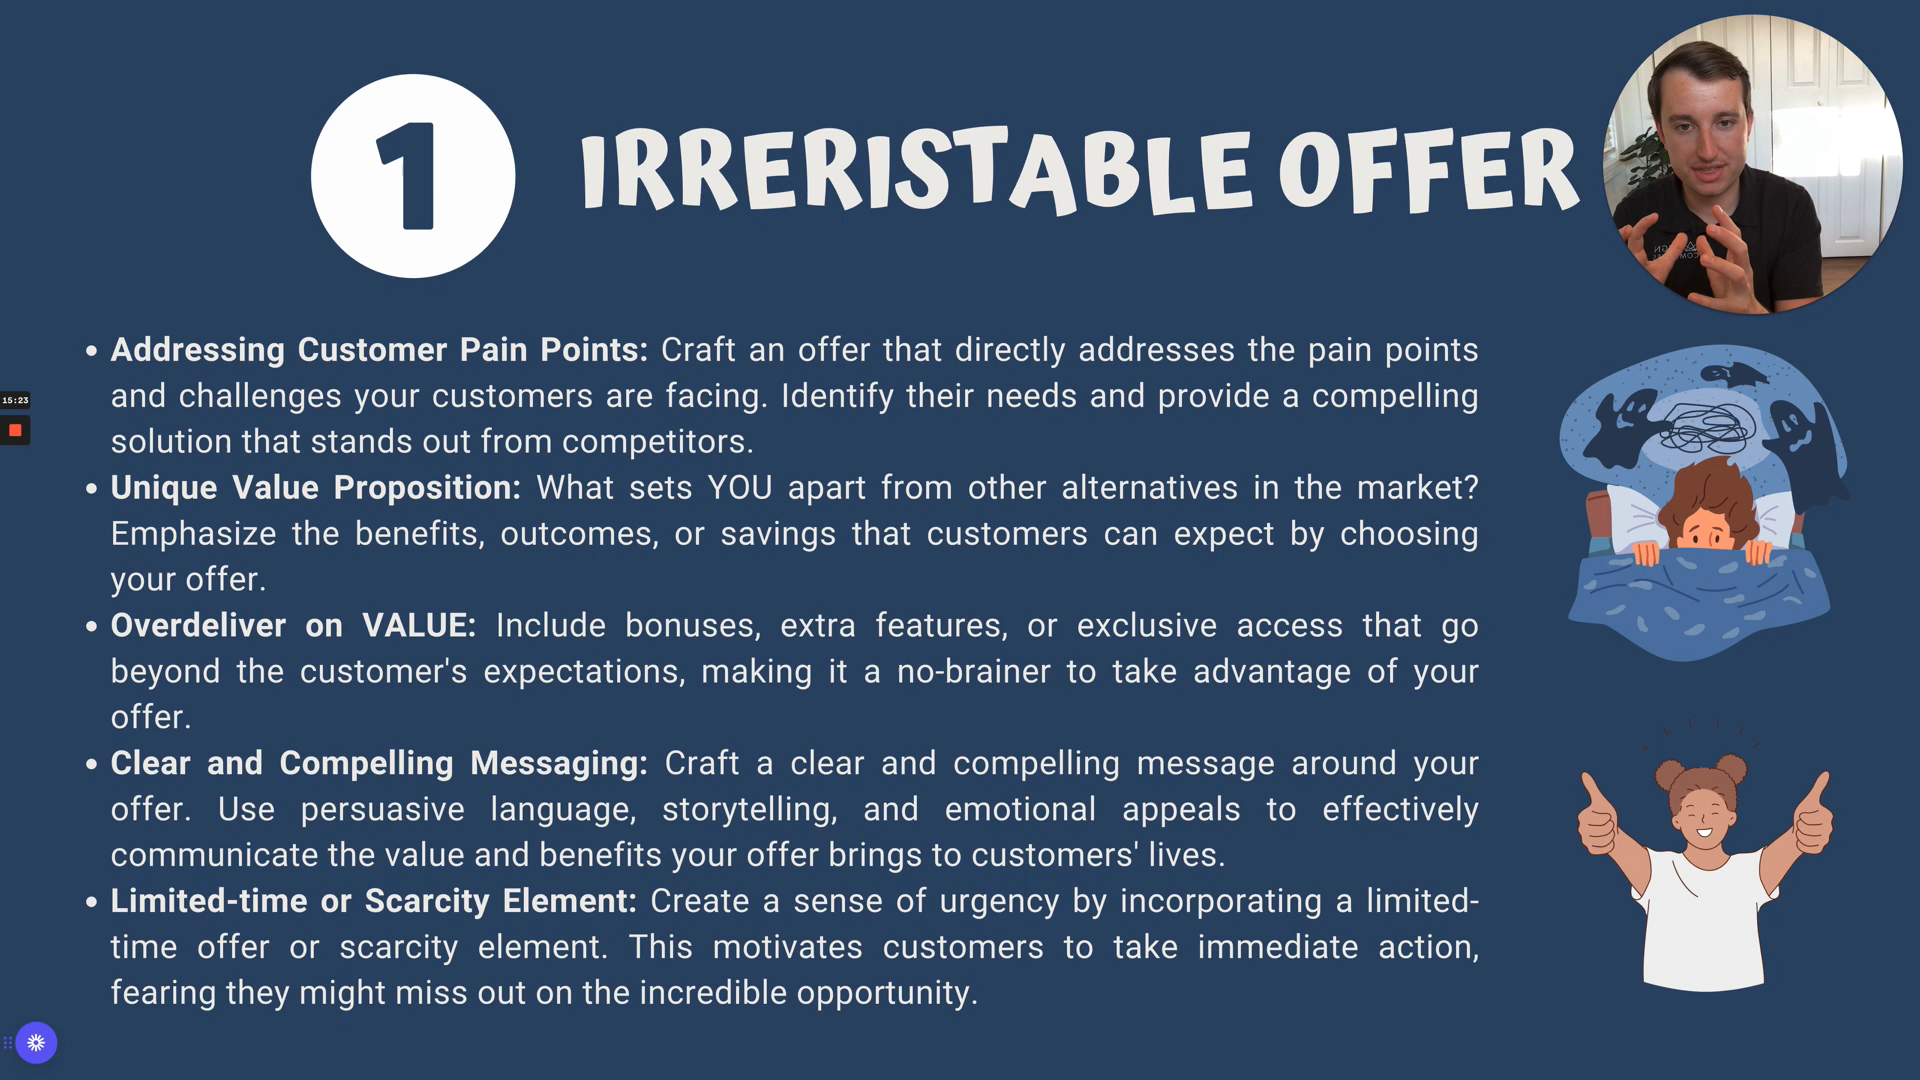 1
IRRERISTABLE OFFER
• Addressing Customer Pain Points: Craft an offer that directly addresses the pain points
and challenges your customers are facing. Identify their needs and provide a compelling
solution that stands out from competitors.
• Unique Value Proposition: What sets YOU apart from other alternatives in the market?
Emphasize the benefits, outcomes, or savings that customers can expect by choosing
your offer.
• Overdeliver on VALUE: Include bonuses, extra features, or exclusive access that go
beyond the customer's expectations, making it a no-brainer to take advantage of your
offer.
• Clear and Compelling Messaging: Craft a clear and compelling message around your
offer. Use persuasive language, storytelling, and emotional appeals to effectively
communicate the value and benefits your offer brings to customers' lives.
• Limited-time or Scarcity Element: Create a sense of urgency by incorporating a limited-
time offer or scarcity element. This motivates customers to take immediate action,
fearing they might miss out on the incredible opportunity.
15:23